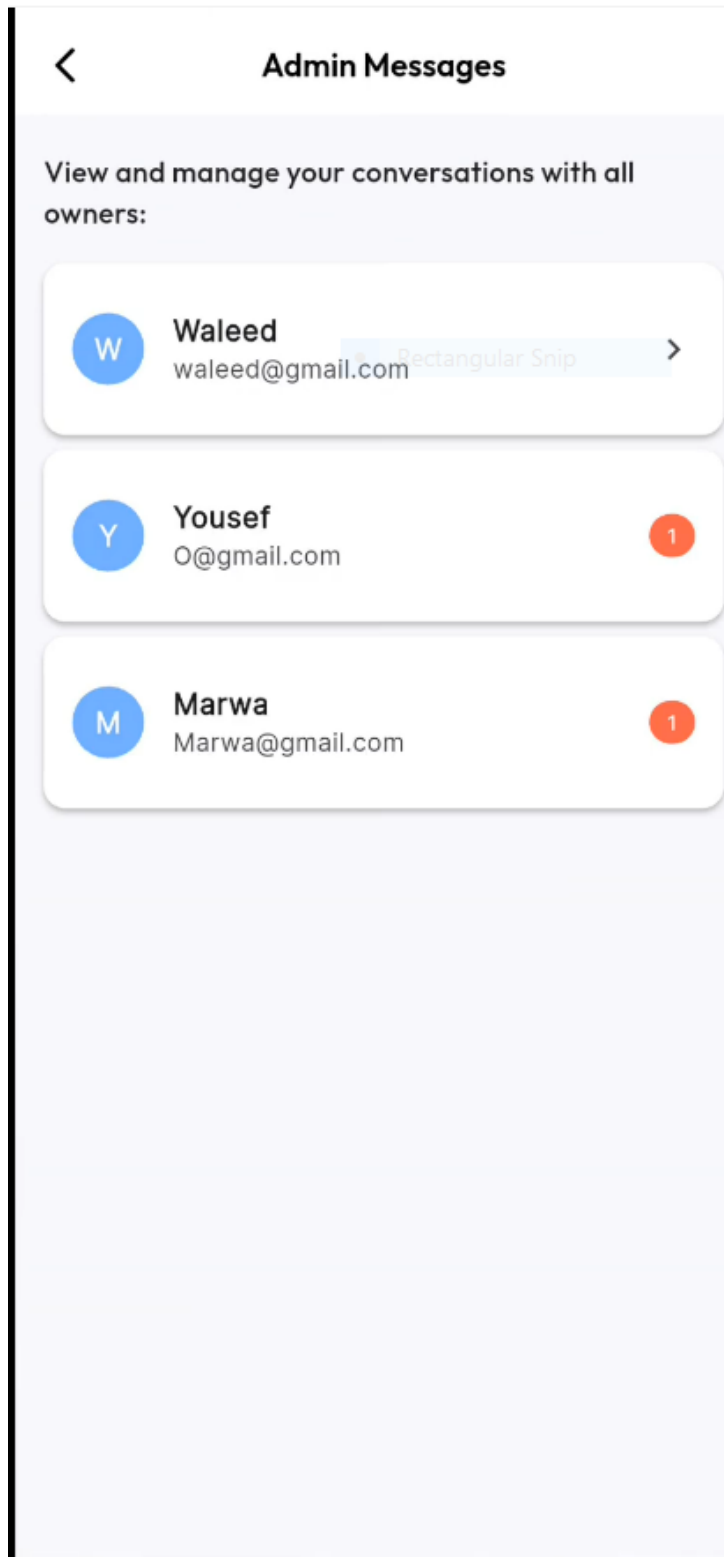 Admin Messages
View and manage your conversations with all
owners:
W
Waleed
waleed@gmail.com
Rectangular Snip
Y
Yousef
O@gmail.com
1
M
Marwa
Marwa@gmail.com
1